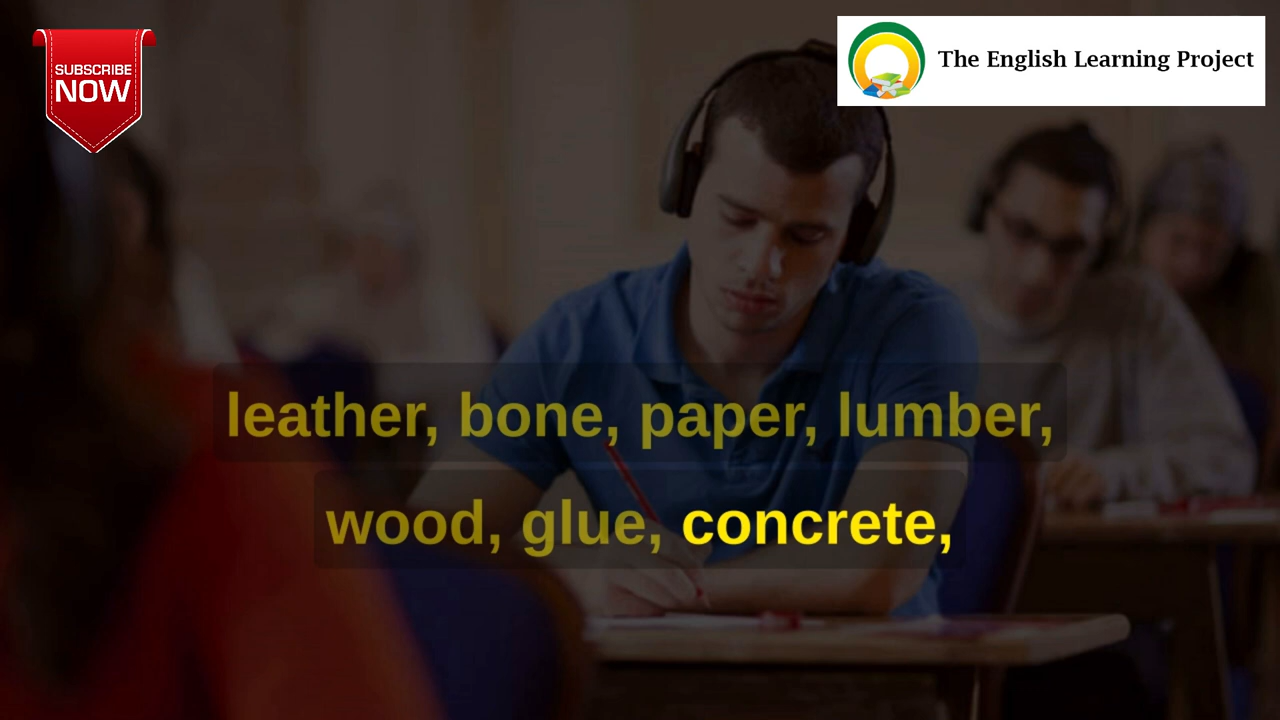 SUBSCRIBE
NOW
The English Learning Project
leather, bone, paper, lumber,
wood, glue, concrete,